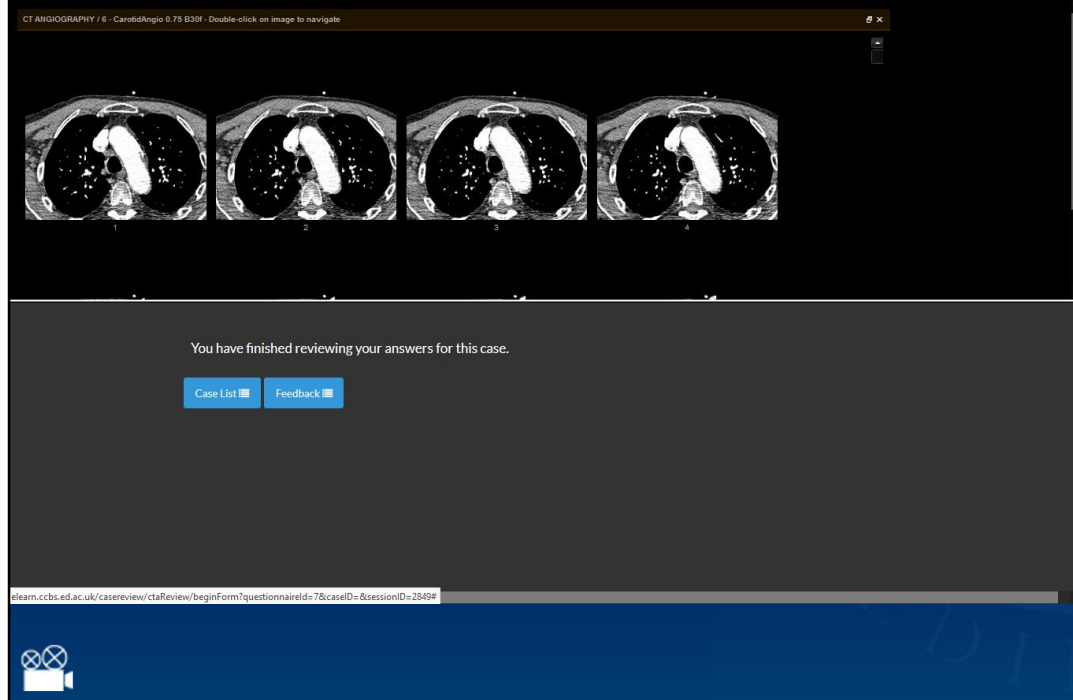 CT ANGIOGRAPHY / 6 - CarotidAngio 0.75 B30f - Double-click on image to navigate
1 2 3 4
You have finished reviewing your answers for this case.
Case List Feedback
elearn.ccbs.ed.ac.uk/casereview/ctaReview/beginForm?questionnaireId=7&caseID=&sessionID=2849#